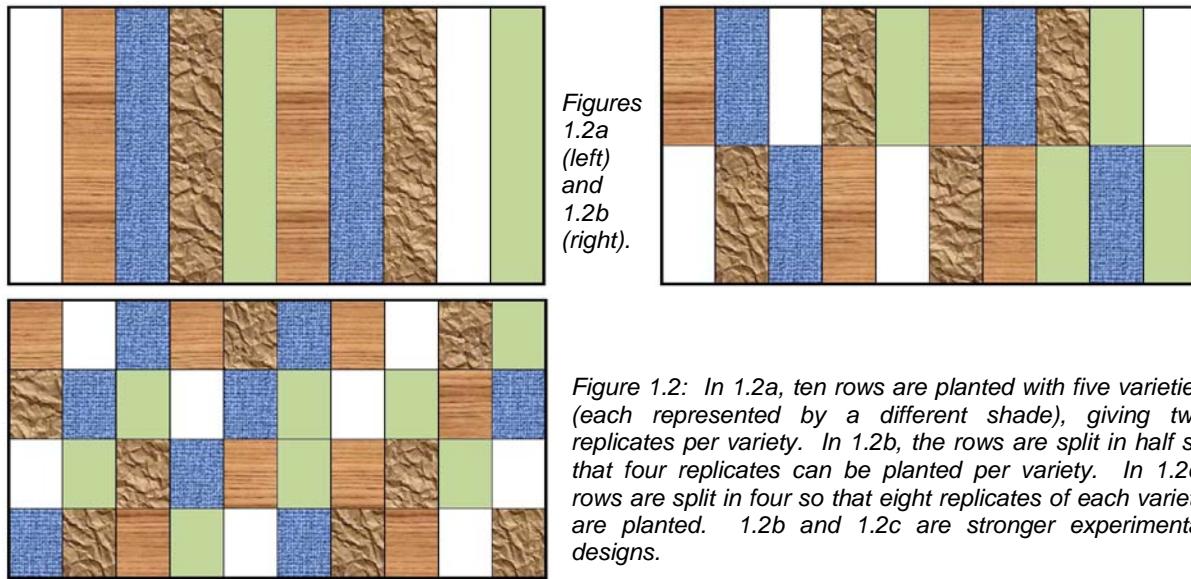 Figures
1.2a
(left)
and
1.2b
(right).
Figure 1.2: In 1.2a, ten rows are planted with five varietie
(each represented by a different shade), giving tw
replicates per variety. In 1.2b, the rows are split in half s
that four replicates can be planted per variety. In 1.2
rows are split in four so that eight replicates of each variet
are planted. 1.2b and 1.2c are stronger experimenta
designs.